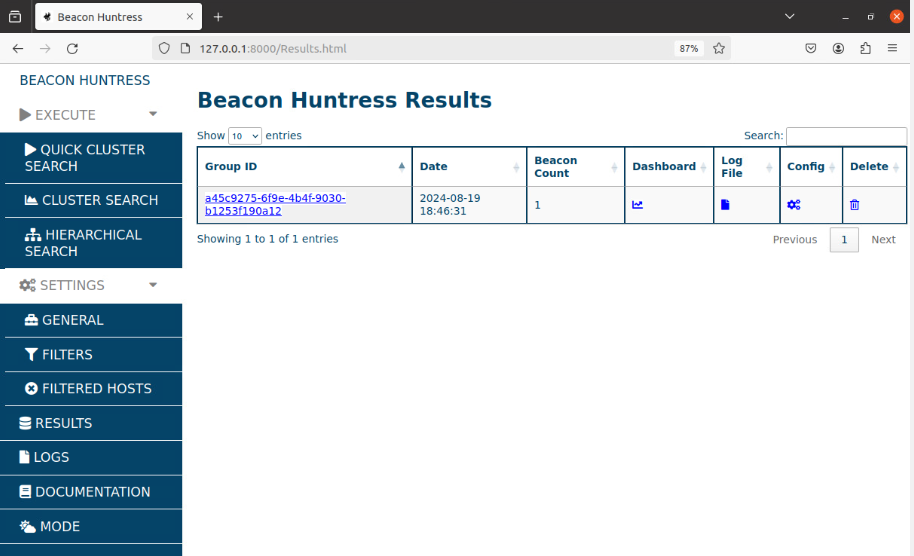 Beacon Huntress
127.0.0.1:8000/Results.html
87%
BEACON HUNTRESS
EXECUTE
QUICK CLUSTER
SEARCH
CLUSTER SEARCH
HIERARCHICAL
SEARCH
SETTINGS
GENERAL
FILTERS
FILTERED HOSTS
RESULTS
LOGS
DOCUMENTATION
MODE
Beacon Huntress Results
Show 10 entries
Search:
Group ID
Date
Beacon
Count
Dashboard
Log
File
Config
Delete
a45c9275-6f9e-4b4f-9030-
b1253f190a12
2024-08-19
18:46:31
1
Showing 1 to 1 of 1 entries
Previous 1 Next